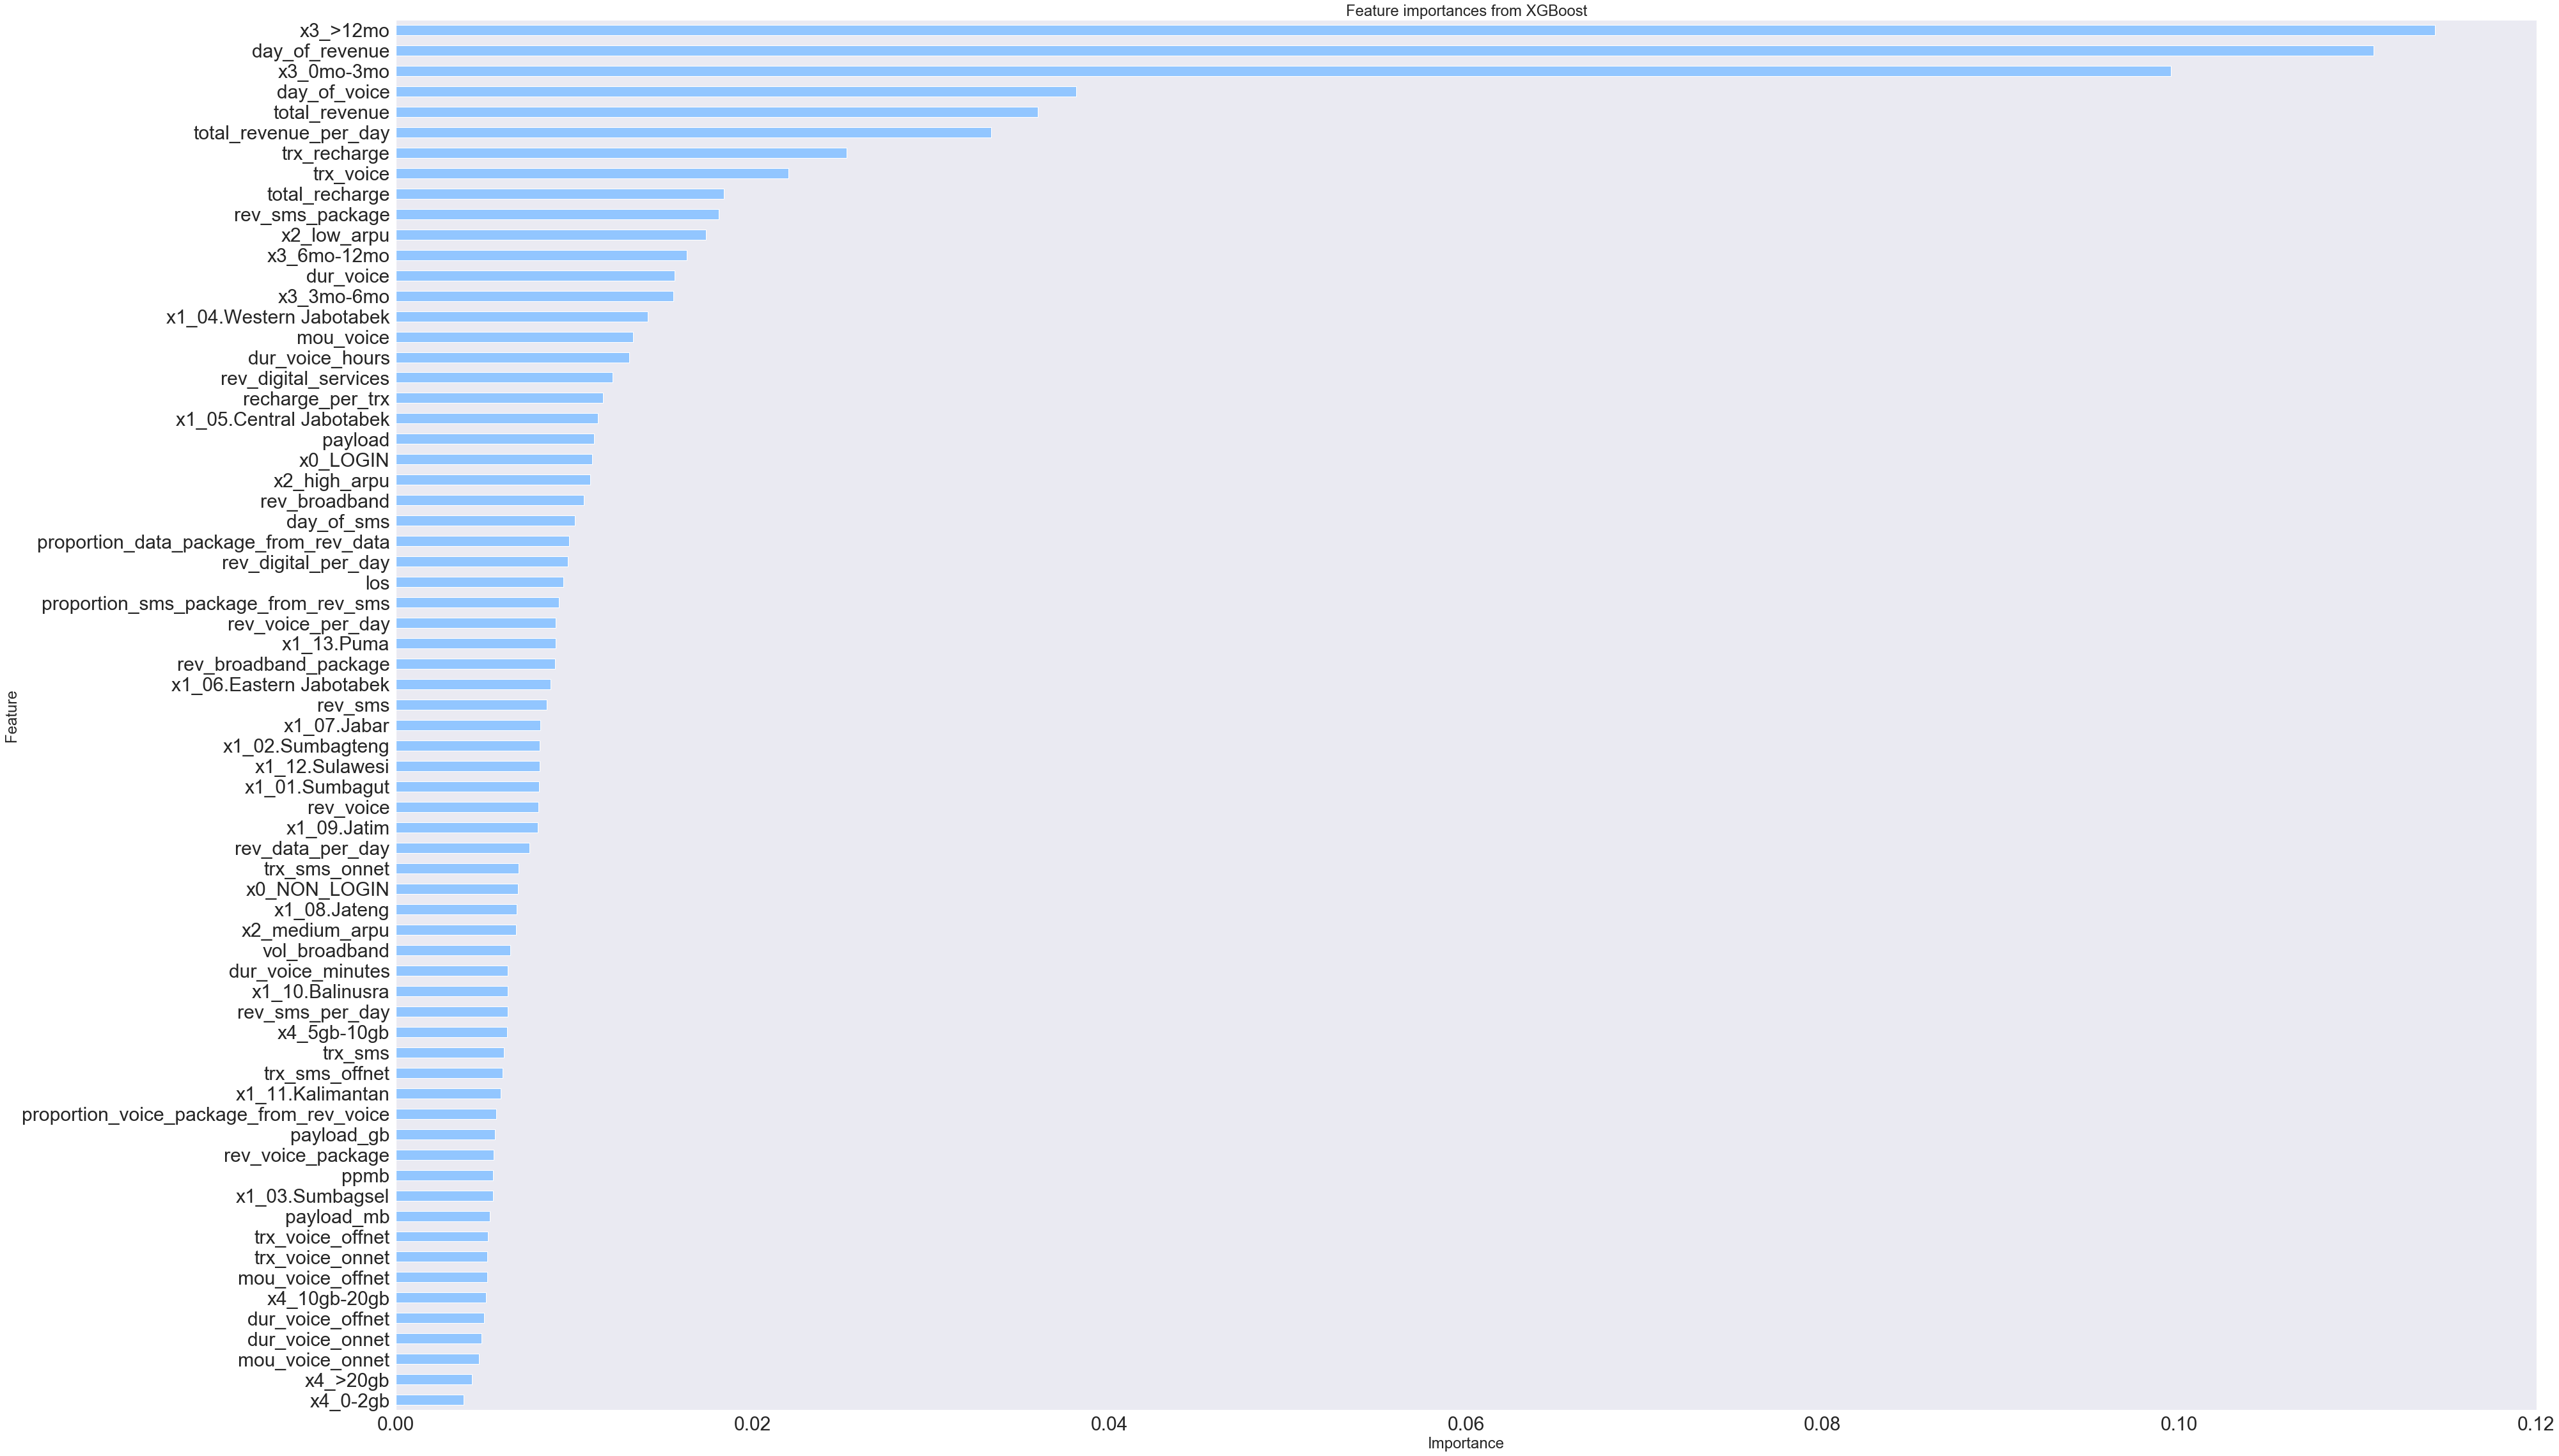 Feature importances from XGBoost
x3_>12mo
day_of_revenue
x3_0mo-3mo
day_of_voice
total_revenue
total_revenue_per_day
trx_recharge
trx_voice
total_recharge
rev_sms_package
x2_low_arpu
x3_6mo-12mo
dur_voice
x3_3mo-6mo
x1_04.Western Jabotabek
mou_voice
dur_voice_hours
rev_digital_services
recharge_per_trx
x1_05.Central Jabotabek
payload
x0_LOGIN
x2_high_arpu
rev_broadband
day_of_sms
proportion_data_package_from_rev_data
rev_digital_per_day
los
proportion_sms_package_from_rev_sms
rev_voice_per_day
x1_13.Puma
rev_broadband_package
x1_06.Eastern Jabotabek
rev_sms
x1_07.Jabar
x1_02.Sumbagteng
x1_12.Sulawesi
x1_01.Sumbagut
rev_voice
x1_09.Jatim
rev_data_per_day
trx_sms_onnet
x0_NON_LOGIN
x1_08.Jateng
x2_medium_arpu
vol_broadband
dur_voice_minutes
x1_10.Balinusra
rev_sms_per_day
x4_5gb-10gb
trx_sms
trx_sms_offnet
x1_11.Kalimantan
proportion_voice_package_from_rev_voice
payload_gb
rev_voice_package
ppmb
x1_03.Sumbagsel
payload_mb
trx_voice_offnet
trx_voice_onnet
mou_voice_offnet
x4_10gb-20gb
dur_voice_offnet
dur_voice_onnet
mou_voice_onnet
x4_>20gb
x4_0-2gb
Feature
0.00 0.02 0.04 0.06 0.08 0.10 0.12
Importance